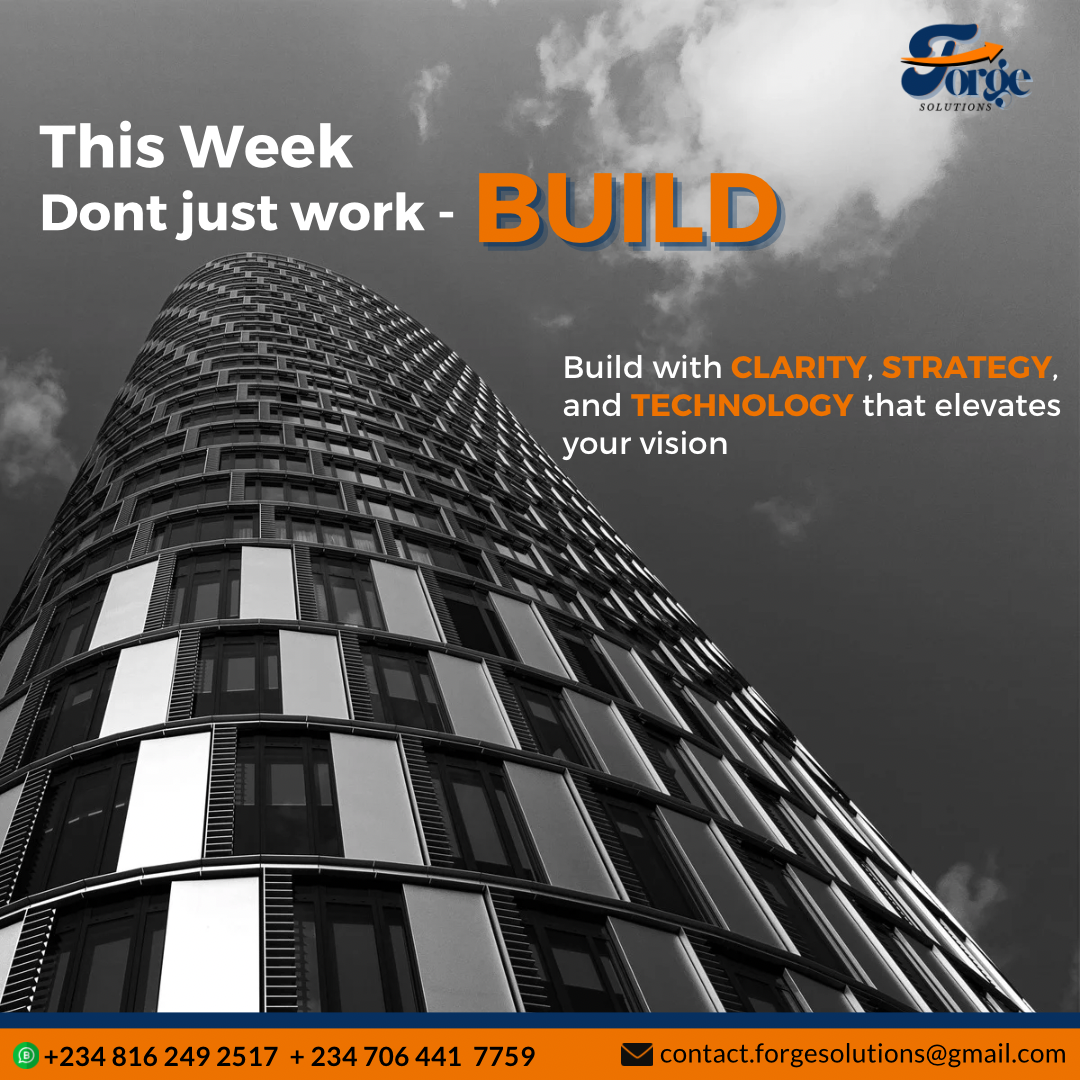 Forge
SOLUTIONS
This Week
Dont just work - BUILD
Build with CLARITY, STRATEGY,
and TECHNOLOGY that elevates
your vision
+234 816 249 2517 + 234 706 441 7759
contact.forgesolutions@gmail.com